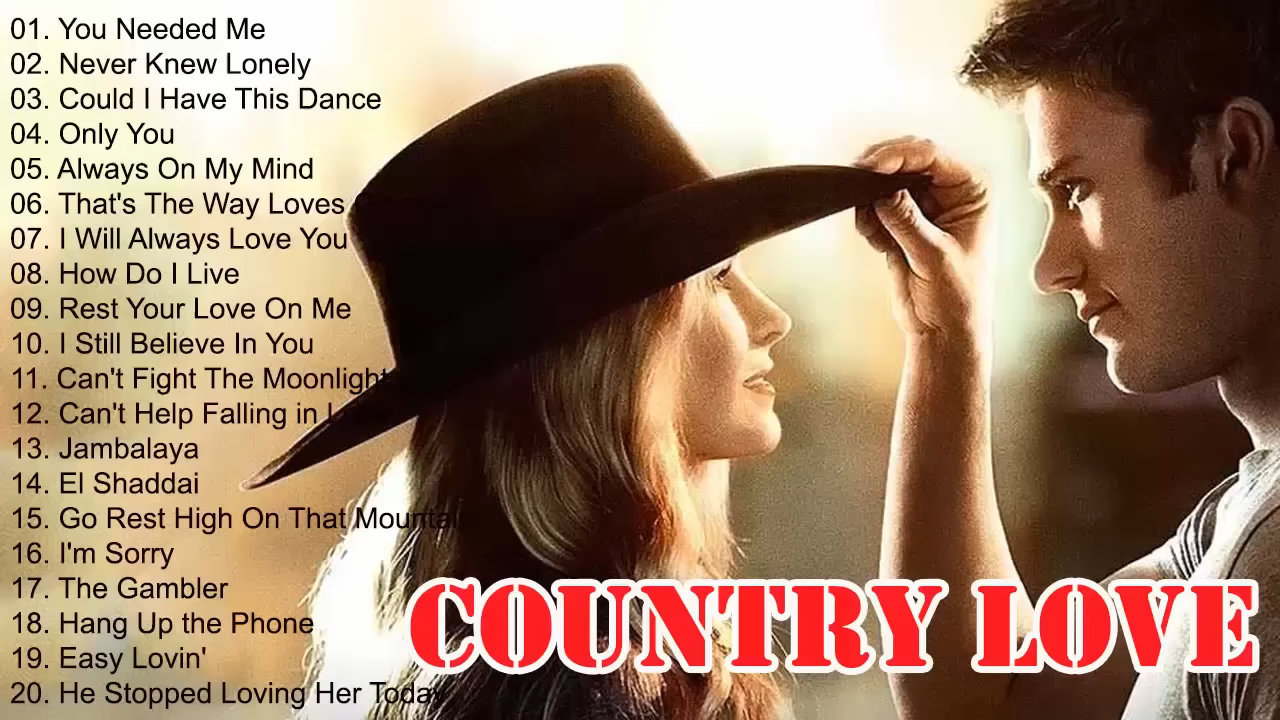 01. You Needed Me
02. Never Knew Lonely
03. Could I Have This Dance
04. Only You
05. Always On My Mind
06. That's The Way Loves
07. I Will Always Love You
08. How Do I Live
09. Rest Your Love On Me
10. I Still Believe In You
11. Can't Fight The Moonlight
12. Can't Help Falling in
13. Jambalaya
14. El Shaddai
15. Go Rest High On That Mountain
16. I'm Sorry
17. The Gambler
18. Hang Up the Phone
19. Easy Lovin'
20. He Stopped Loving Her Today
COUNTRY LOVE